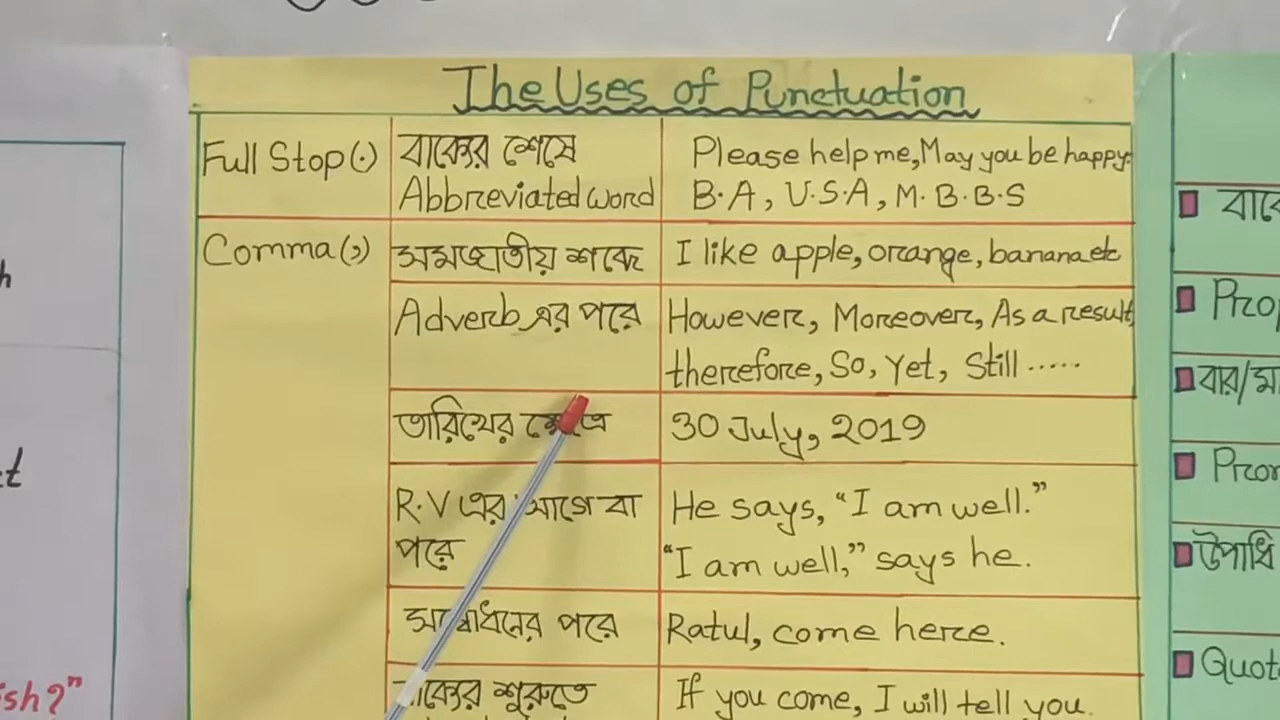 The Uses of Punctuation
Full Stop(.)
বাক্যের শেষে
Abbreviated word
Please help me, May you be happy.
B.A, U.S.A, M.B.B.S
Comma(,)
সমজাতীয় শব্দে
I like apple, orange, banana etc
Adverb এর পরে
However, Moreover, As a result,
therefore, So, Yet, Still .....
তারিখের ক্ষেত্রে
30 July, 2019
R.V এর আগে বা
পরে
He says, “I am well.”
“I am well,” says he.
সম্বোধনের পরে
Ratul, come here.
বাক্যের শুরুতে
If you come, I will tell you.
ish?"
উপাধি